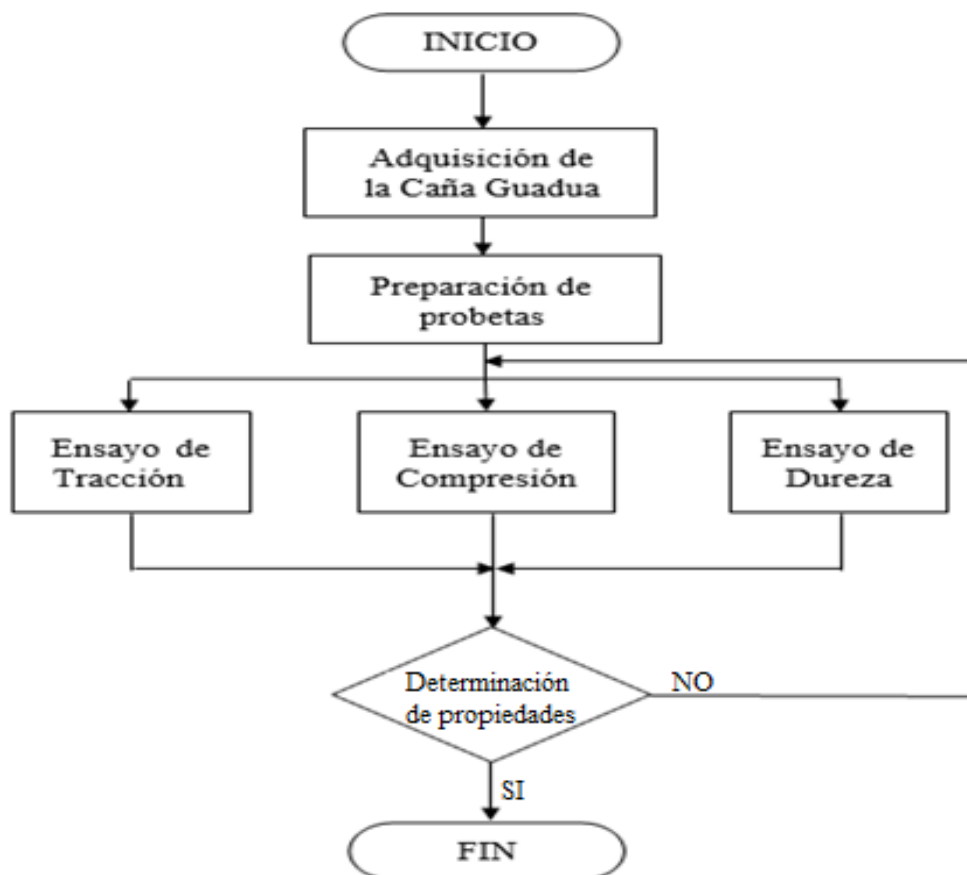 INICIO
Adquisición de
la Caña Guadua
Preparación de
probetas
Ensayo de
Tracción
Ensayo de
Compresión
Ensayo de
Dureza
Determinación
de propiedades
NO
SI
FIN